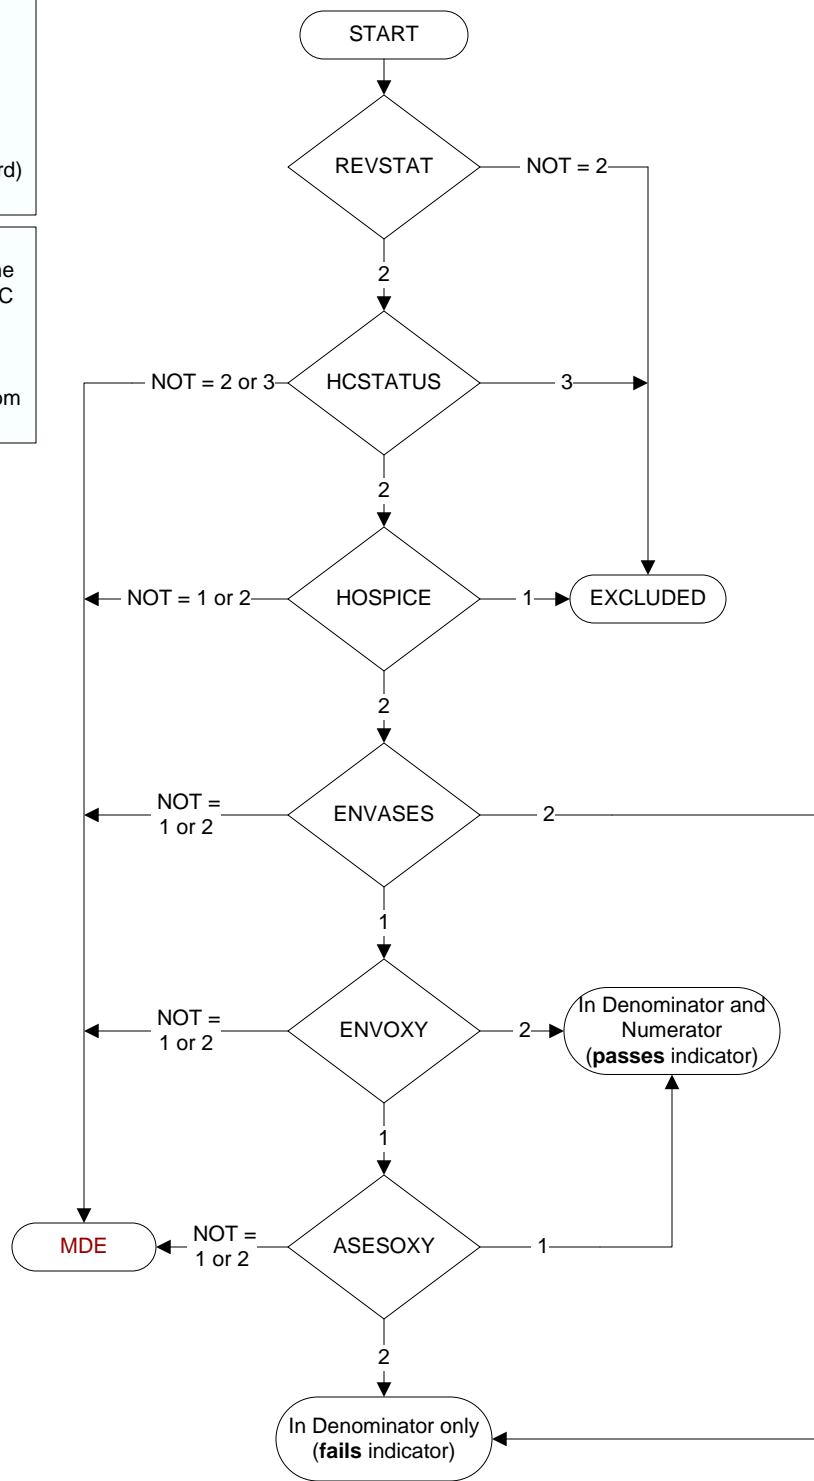 START
rd)
REVSTAT
NOT = 2
2
C
NOT = 2 or 3
HCSTATUS
3
om
2
NOT = 1 or 2
HOSPICE
1
EXCLUDED
2
NOT =
1 or 2
ENVASES
2
1
NOT =
1 or 2
ENVOXY
2
In Denominator and
Numerator
(passes indicator)
1
MDE
NOT =
1 or 2
ASESOXY
1
2
In Denominator only
(fails indicator)